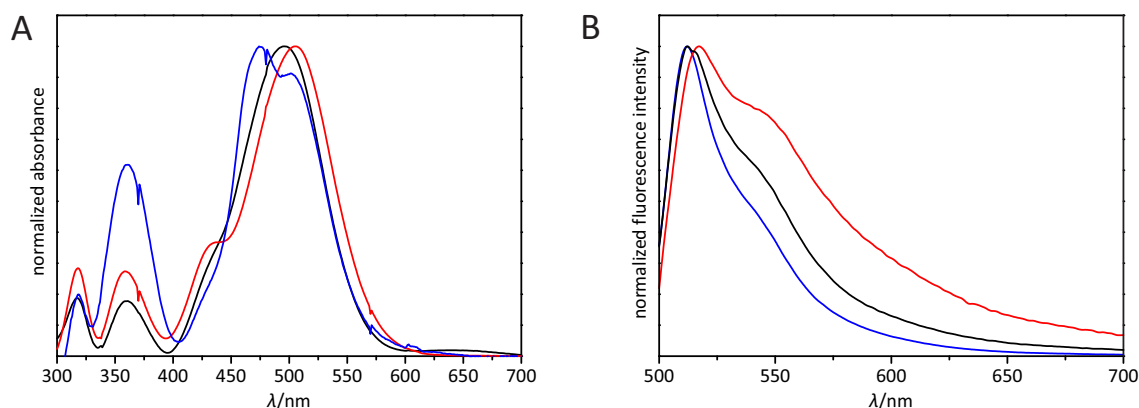 A
normalized absorbance
300 350 400 450 500 550 600 650 700
λ/nm
B
normalized fluorescence intensity
500 550 600 650 700
λ/nm